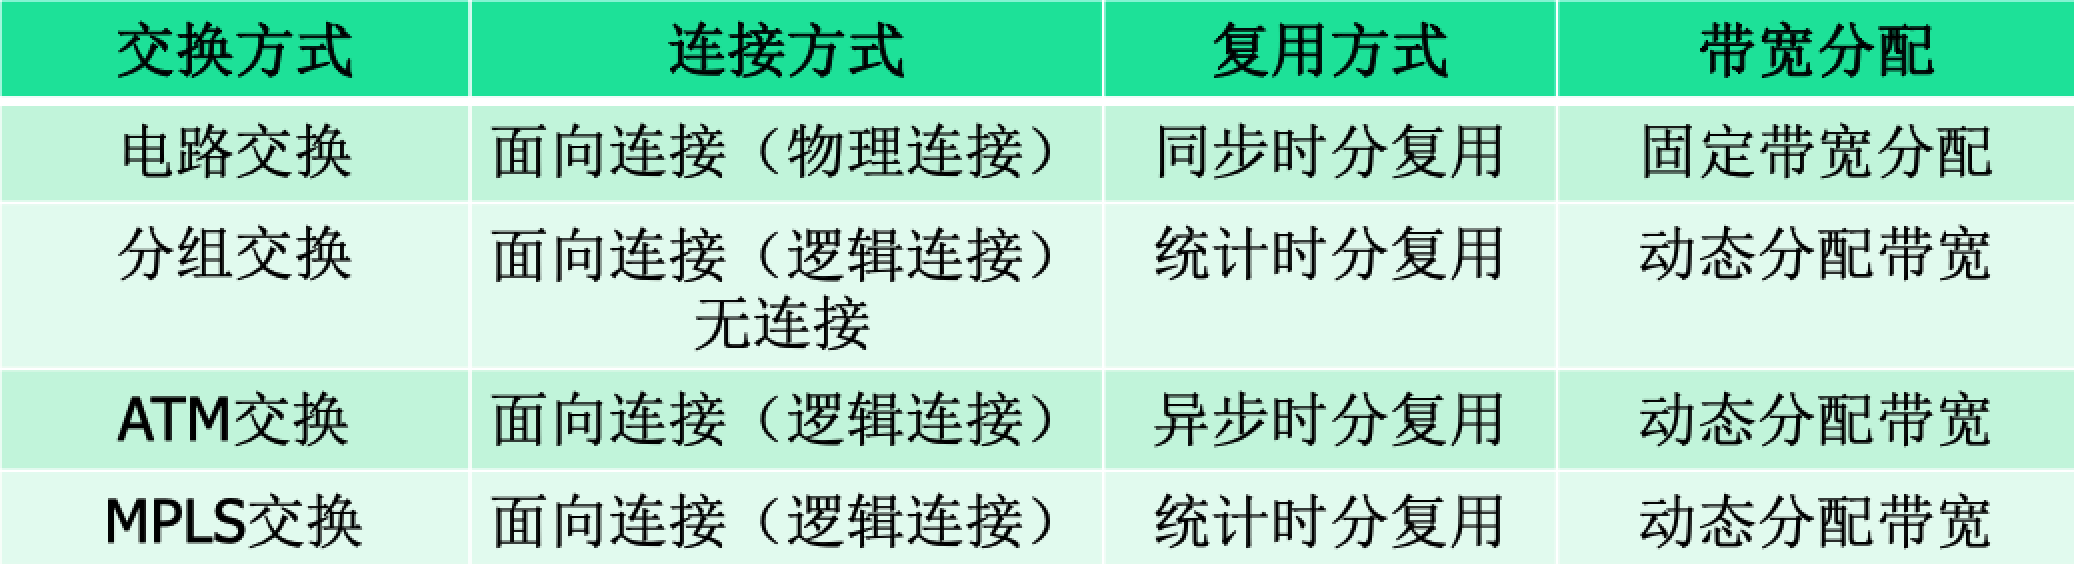 交换方式 连接方式 复用方式 带宽分配
电路交换 面向连接（物理连接） 同步时分复用 固定带宽分配
分组交换 面向连接（逻辑连接） 统计时分复用 动态分配带宽
无连接
ATM交换 面向连接（逻辑连接） 异步时分复用 动态分配带宽
MPLS交换 面向连接（逻辑连接） 统计时分复用 动态分配带宽